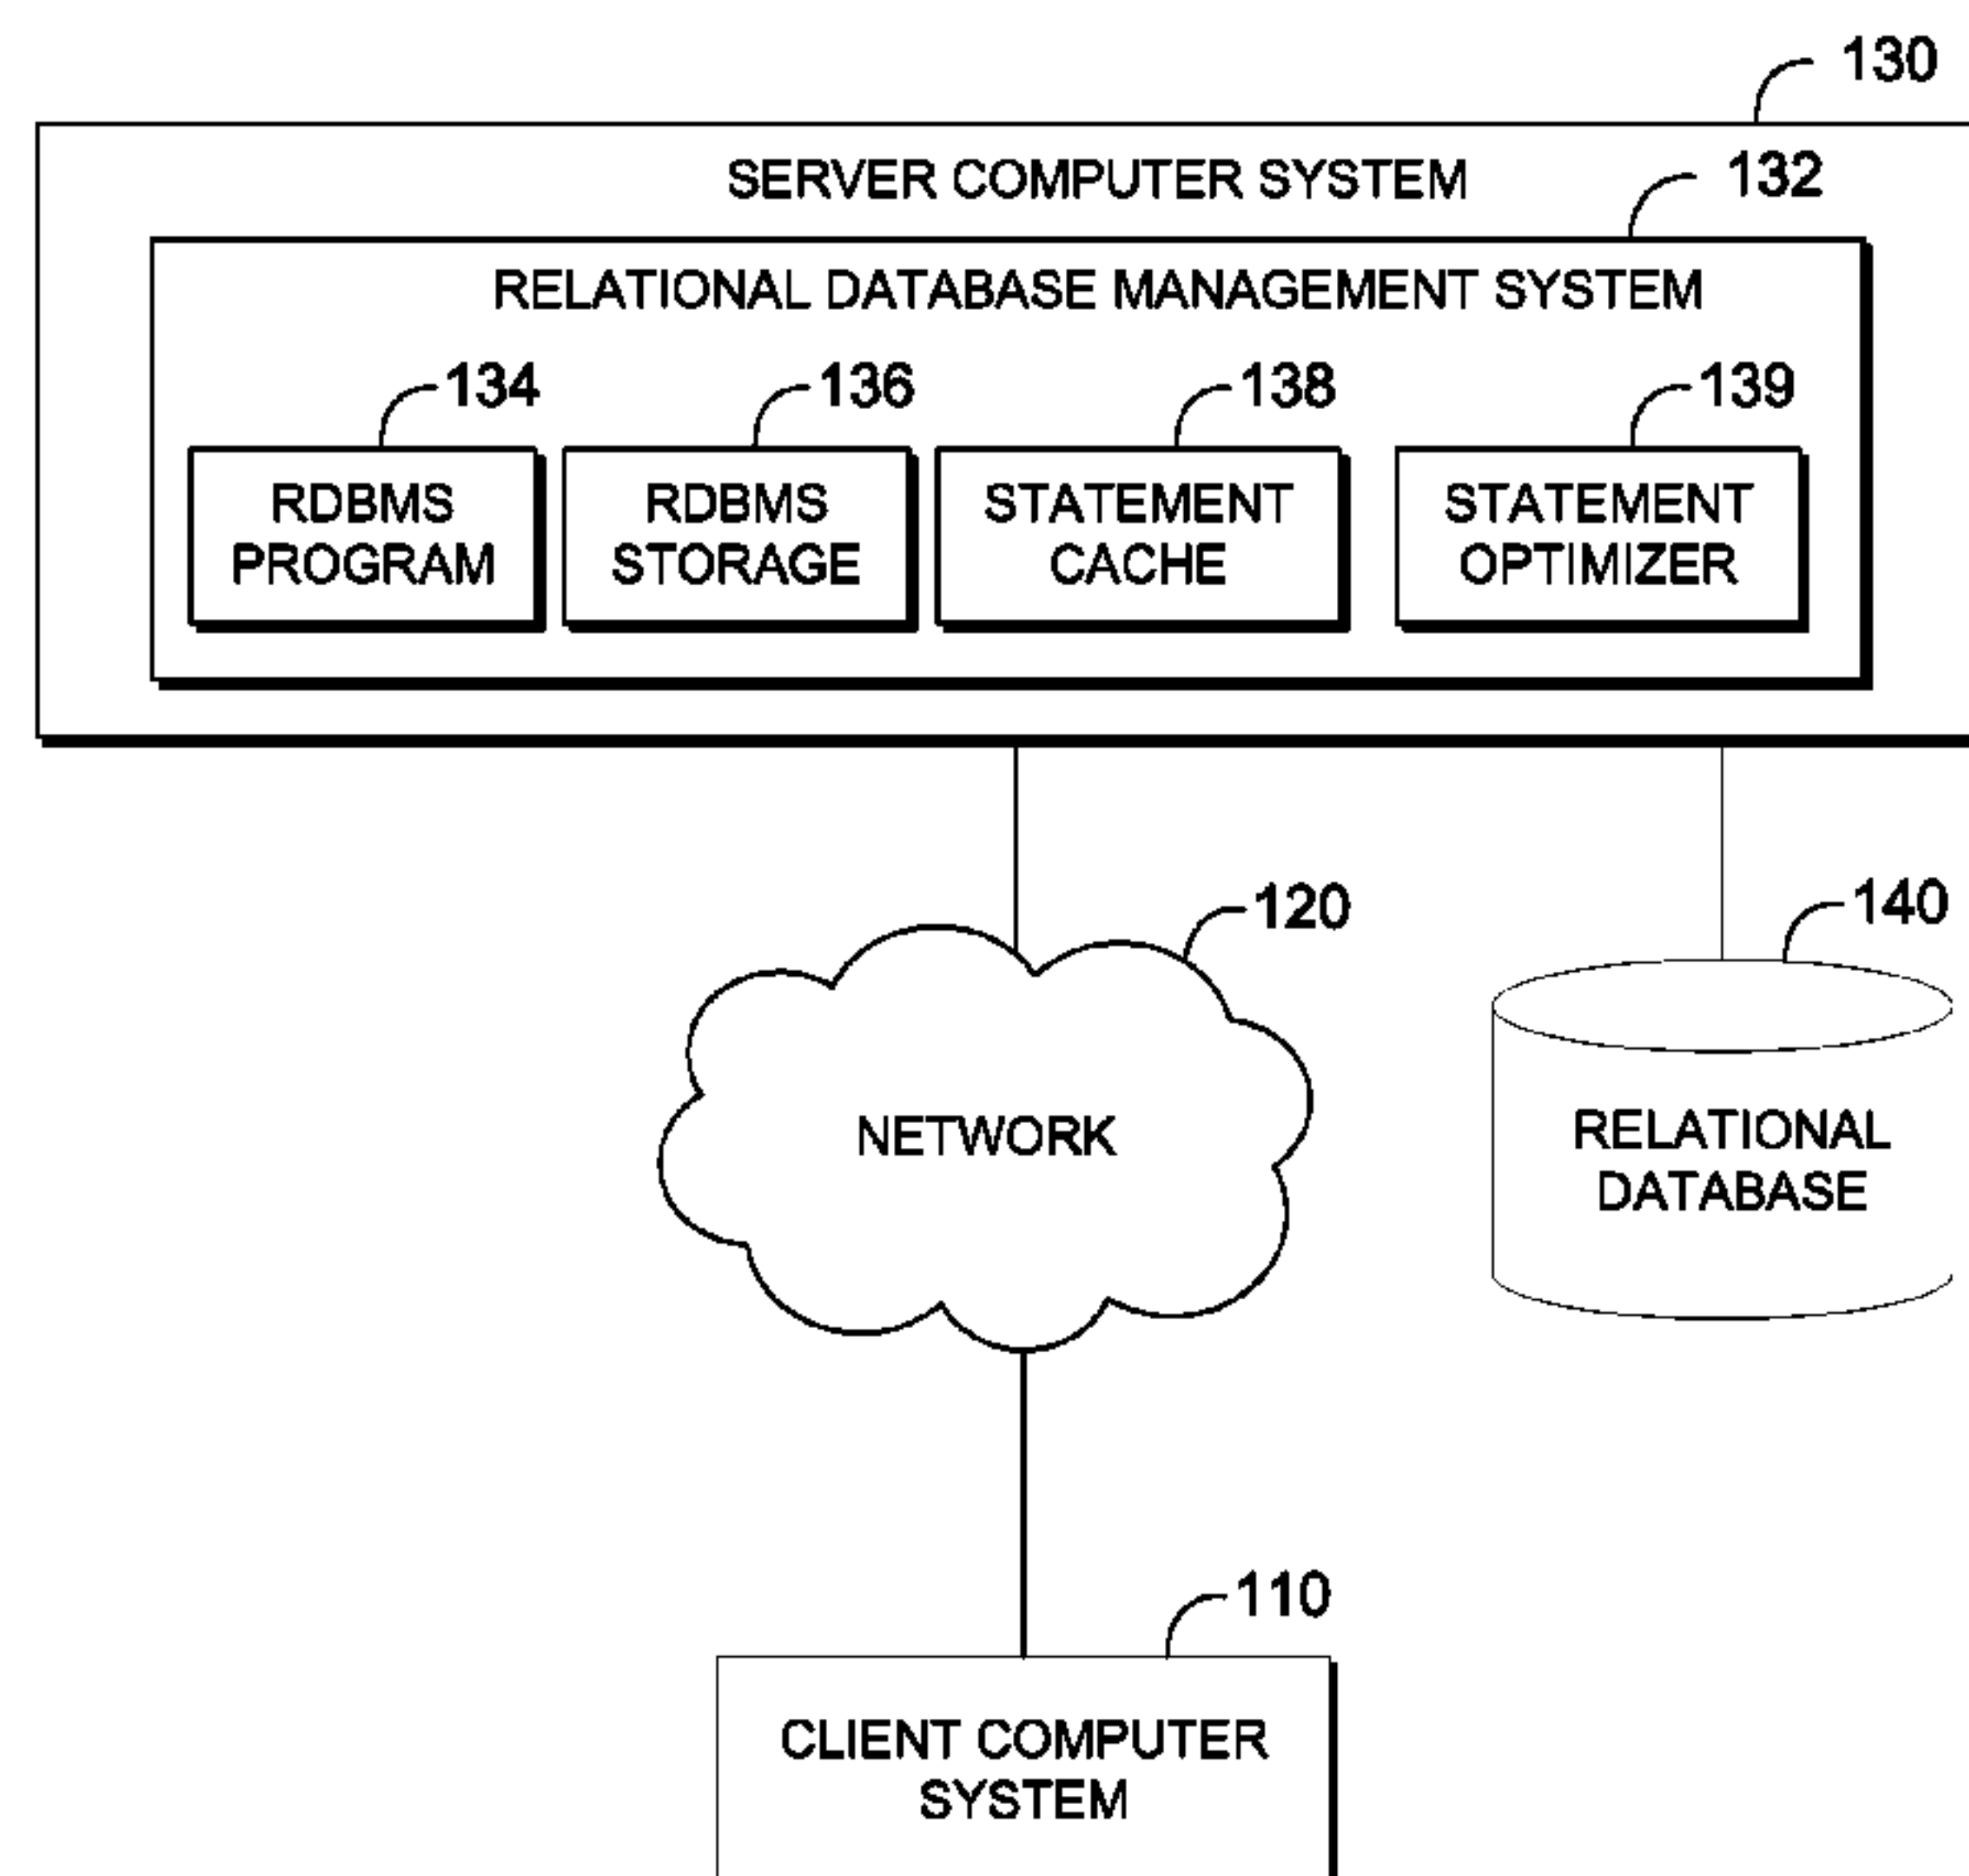 130
SERVER COMPUTER SYSTEM
132
RELATIONAL DATABASE MANAGEMENT SYSTEM
134
136
138
139
RDBMS
PROGRAM
RDBMS
STORAGE
STATEMENT
CACHE
STATEMENT
OPTIMIZER
120
140
NETWORK
RELATIONAL
DATABASE
110
CLIENT COMPUTER
SYSTEM